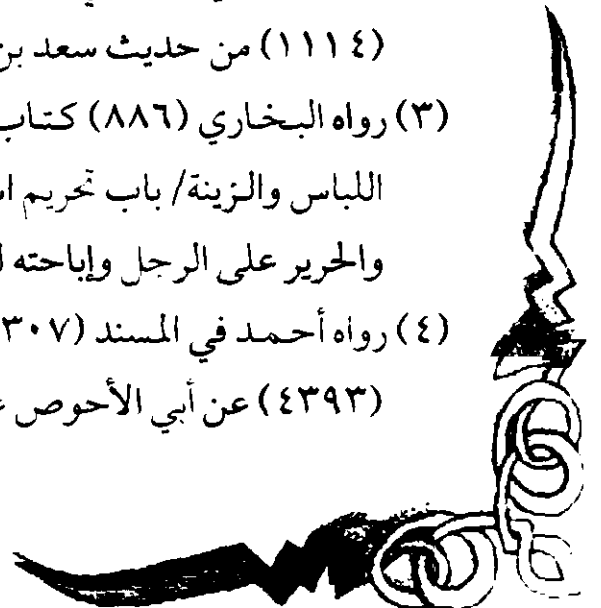 (١١١٤) من حديث سعد بن
(٣) رواه البخاري (٨٨٦) كتاب
اللباس والزينة/ باب تحريم ا
والحرير على الرجل وإباحته ل
(٤) رواه أحمد في المسند (٣٠٧
(٤٣٩٣) عن أبي الأحوص ع